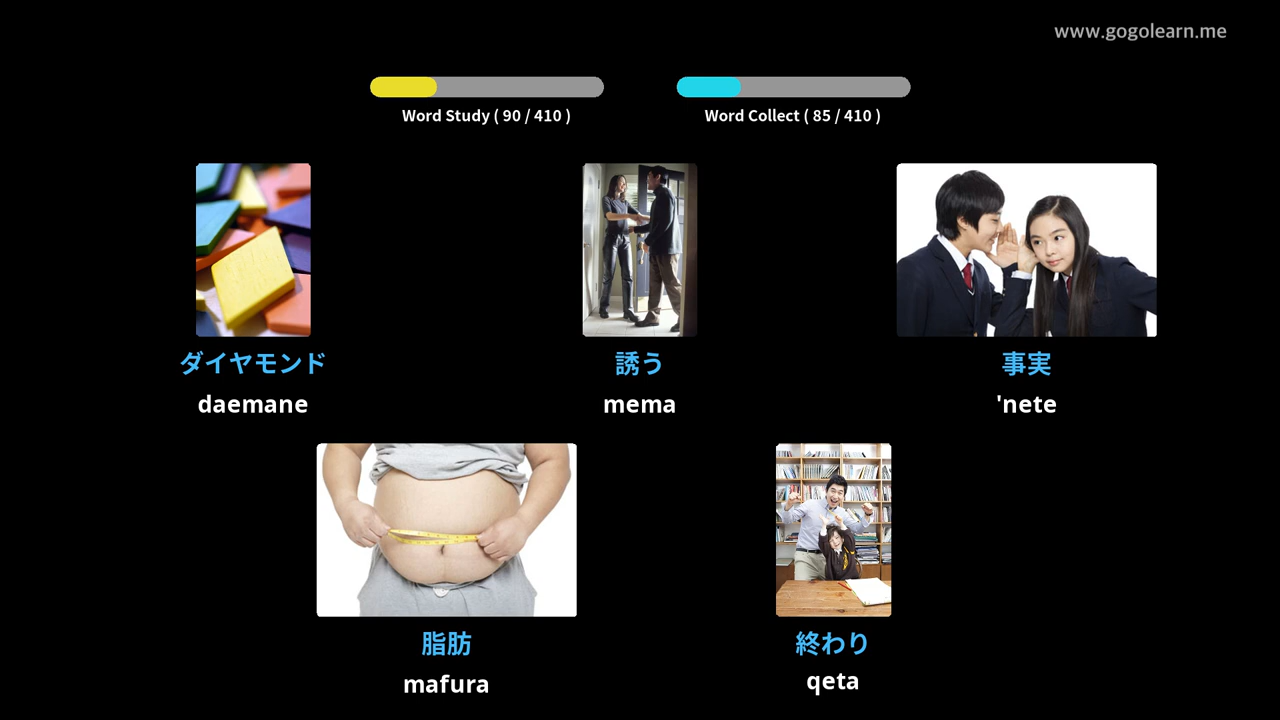 www.gogolearn.me
Word Study ( 90 / 410 )
Word Collect ( 85 / 410 )
ダイヤモンド
daemane
誘う
mema
事実
'nete
脂肪
mafura
終わり
qeta